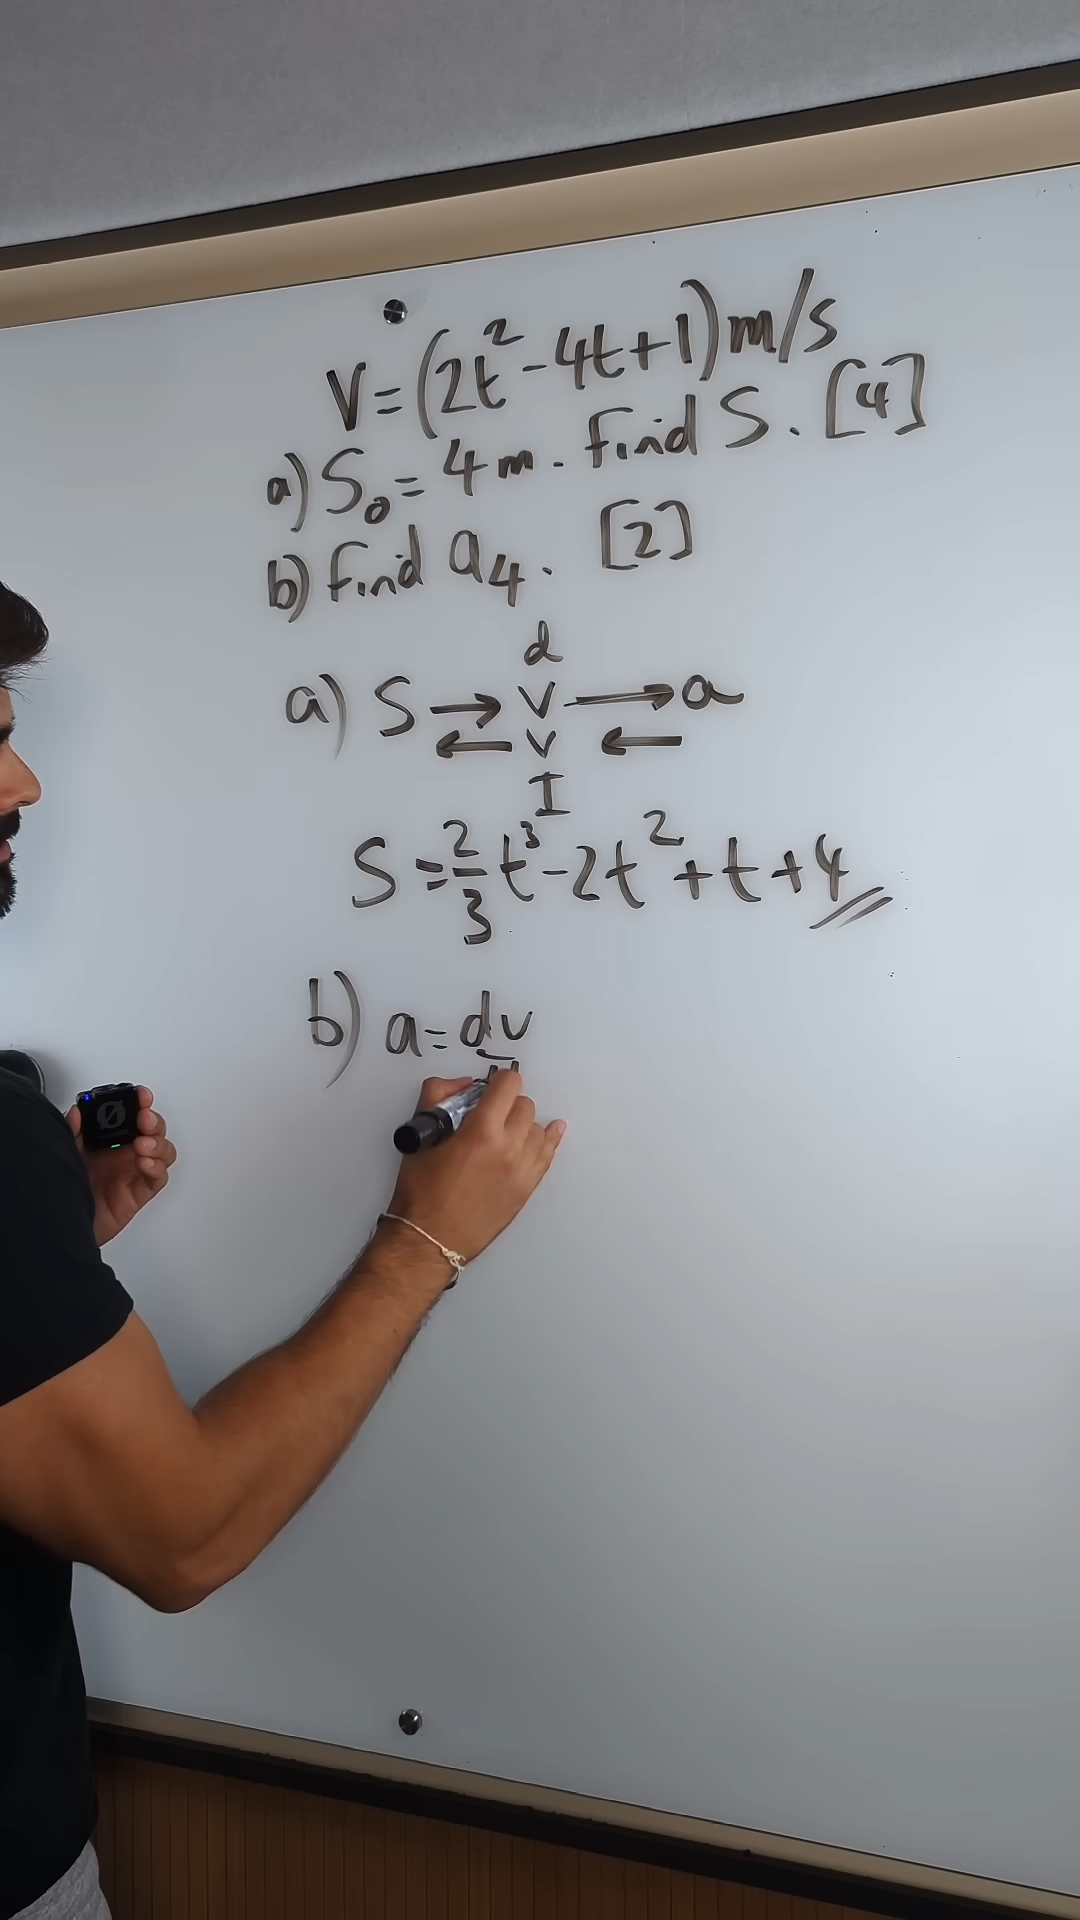 V=(2t²-4t+1)m/s
a) S₀=4m. find S. [4]
b) find a₄. [2]
d
a) S → V → a
← V ←
I
S=2/3 t³-2t²+t+4
b) a=dv